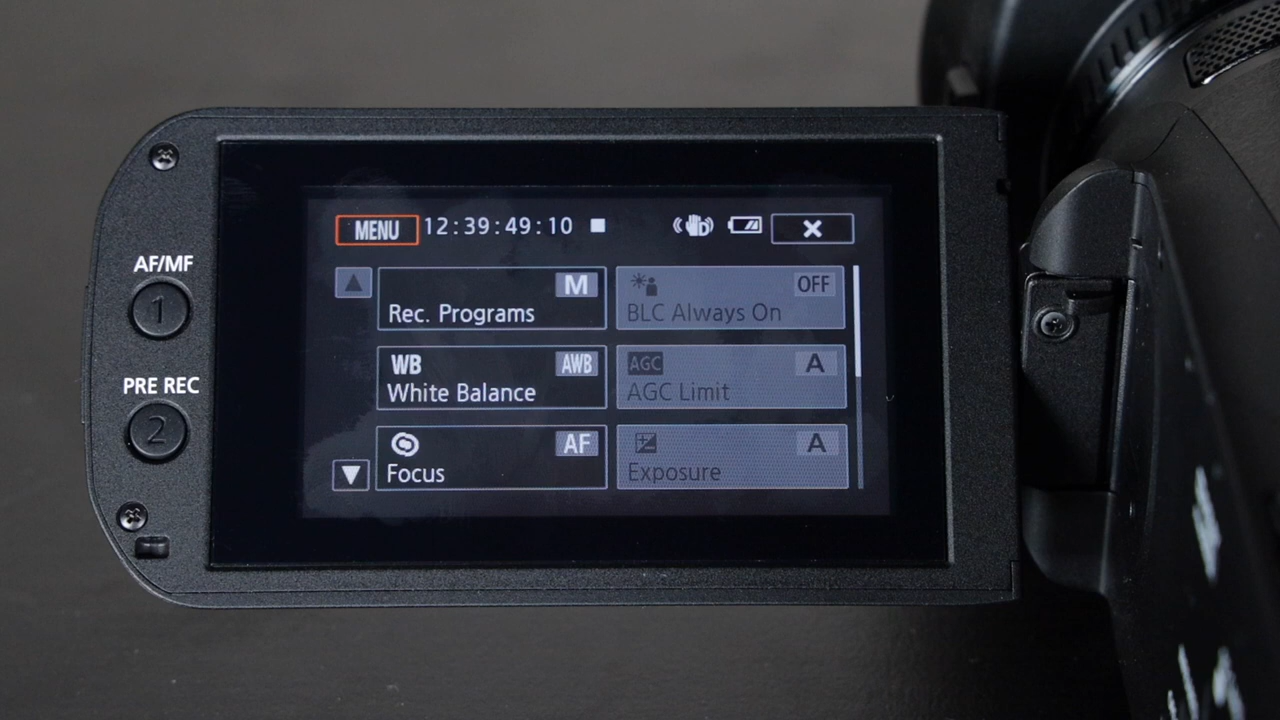 MENU 12:39:49:10
AF/MF
1
PRE REC
2
M
Rec. Programs
OFF
BLC Always On
WB AWB
White Balance
AGC A
AGC Limit
AF
Focus
A
Exposure